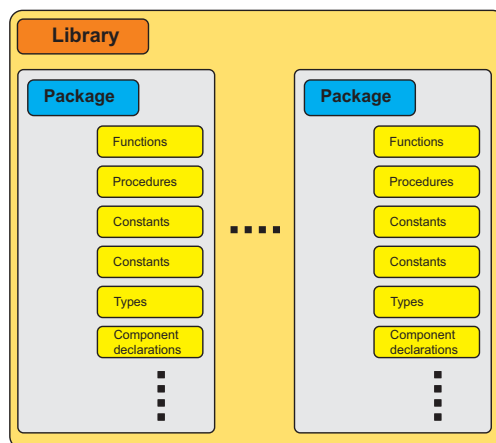 Library
Package
Functions
Procedures
Constants
Constants
Types
Component
declarations
Package
Functions
Procedures
Constants
Constants
Types
Component
declarations